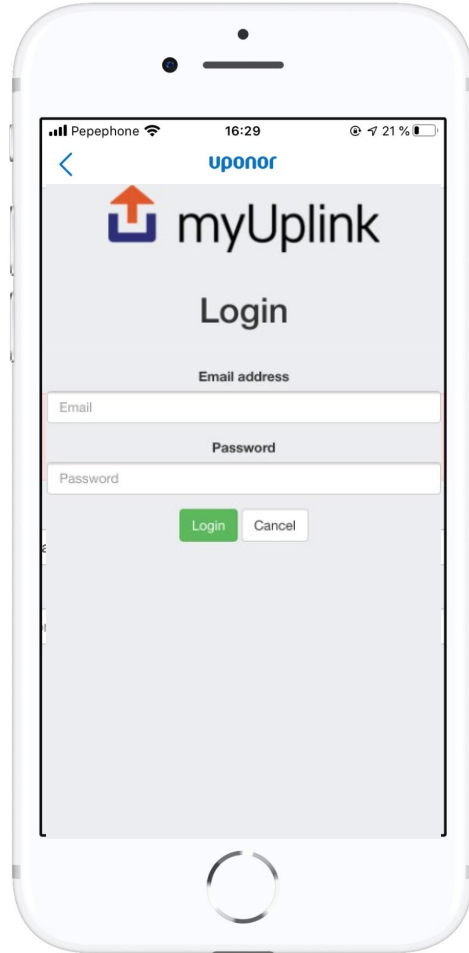 Pepephone 16:29 21 %
uponor
myUplink
Login
Email address
Email
Password
Password
Login Cancel